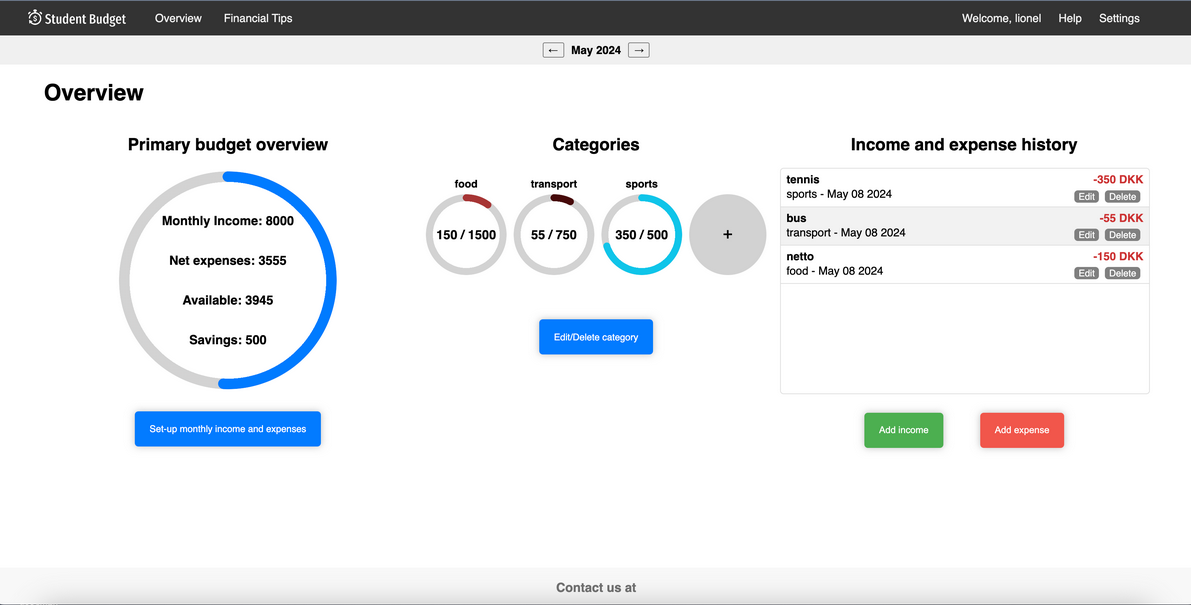 Student Budget Overview Financial Tips Welcome, lionel Help Settings
← May 2024 →
Overview
Primary budget overview
Monthly Income: 8000
Net expenses: 3555
Available: 3945
Savings: 500
Set-up monthly income and expenses
Categories
food transport sports
150 / 1500 55 / 750 350 / 500 +
Edit/Delete category
Income and expense history
tennis -350 DKK
sports - May 08 2024 Edit Delete
bus -55 DKK
transport - May 08 2024 Edit Delete
netto -150 DKK
food - May 08 2024 Edit Delete
Add income Add expense
Contact us at